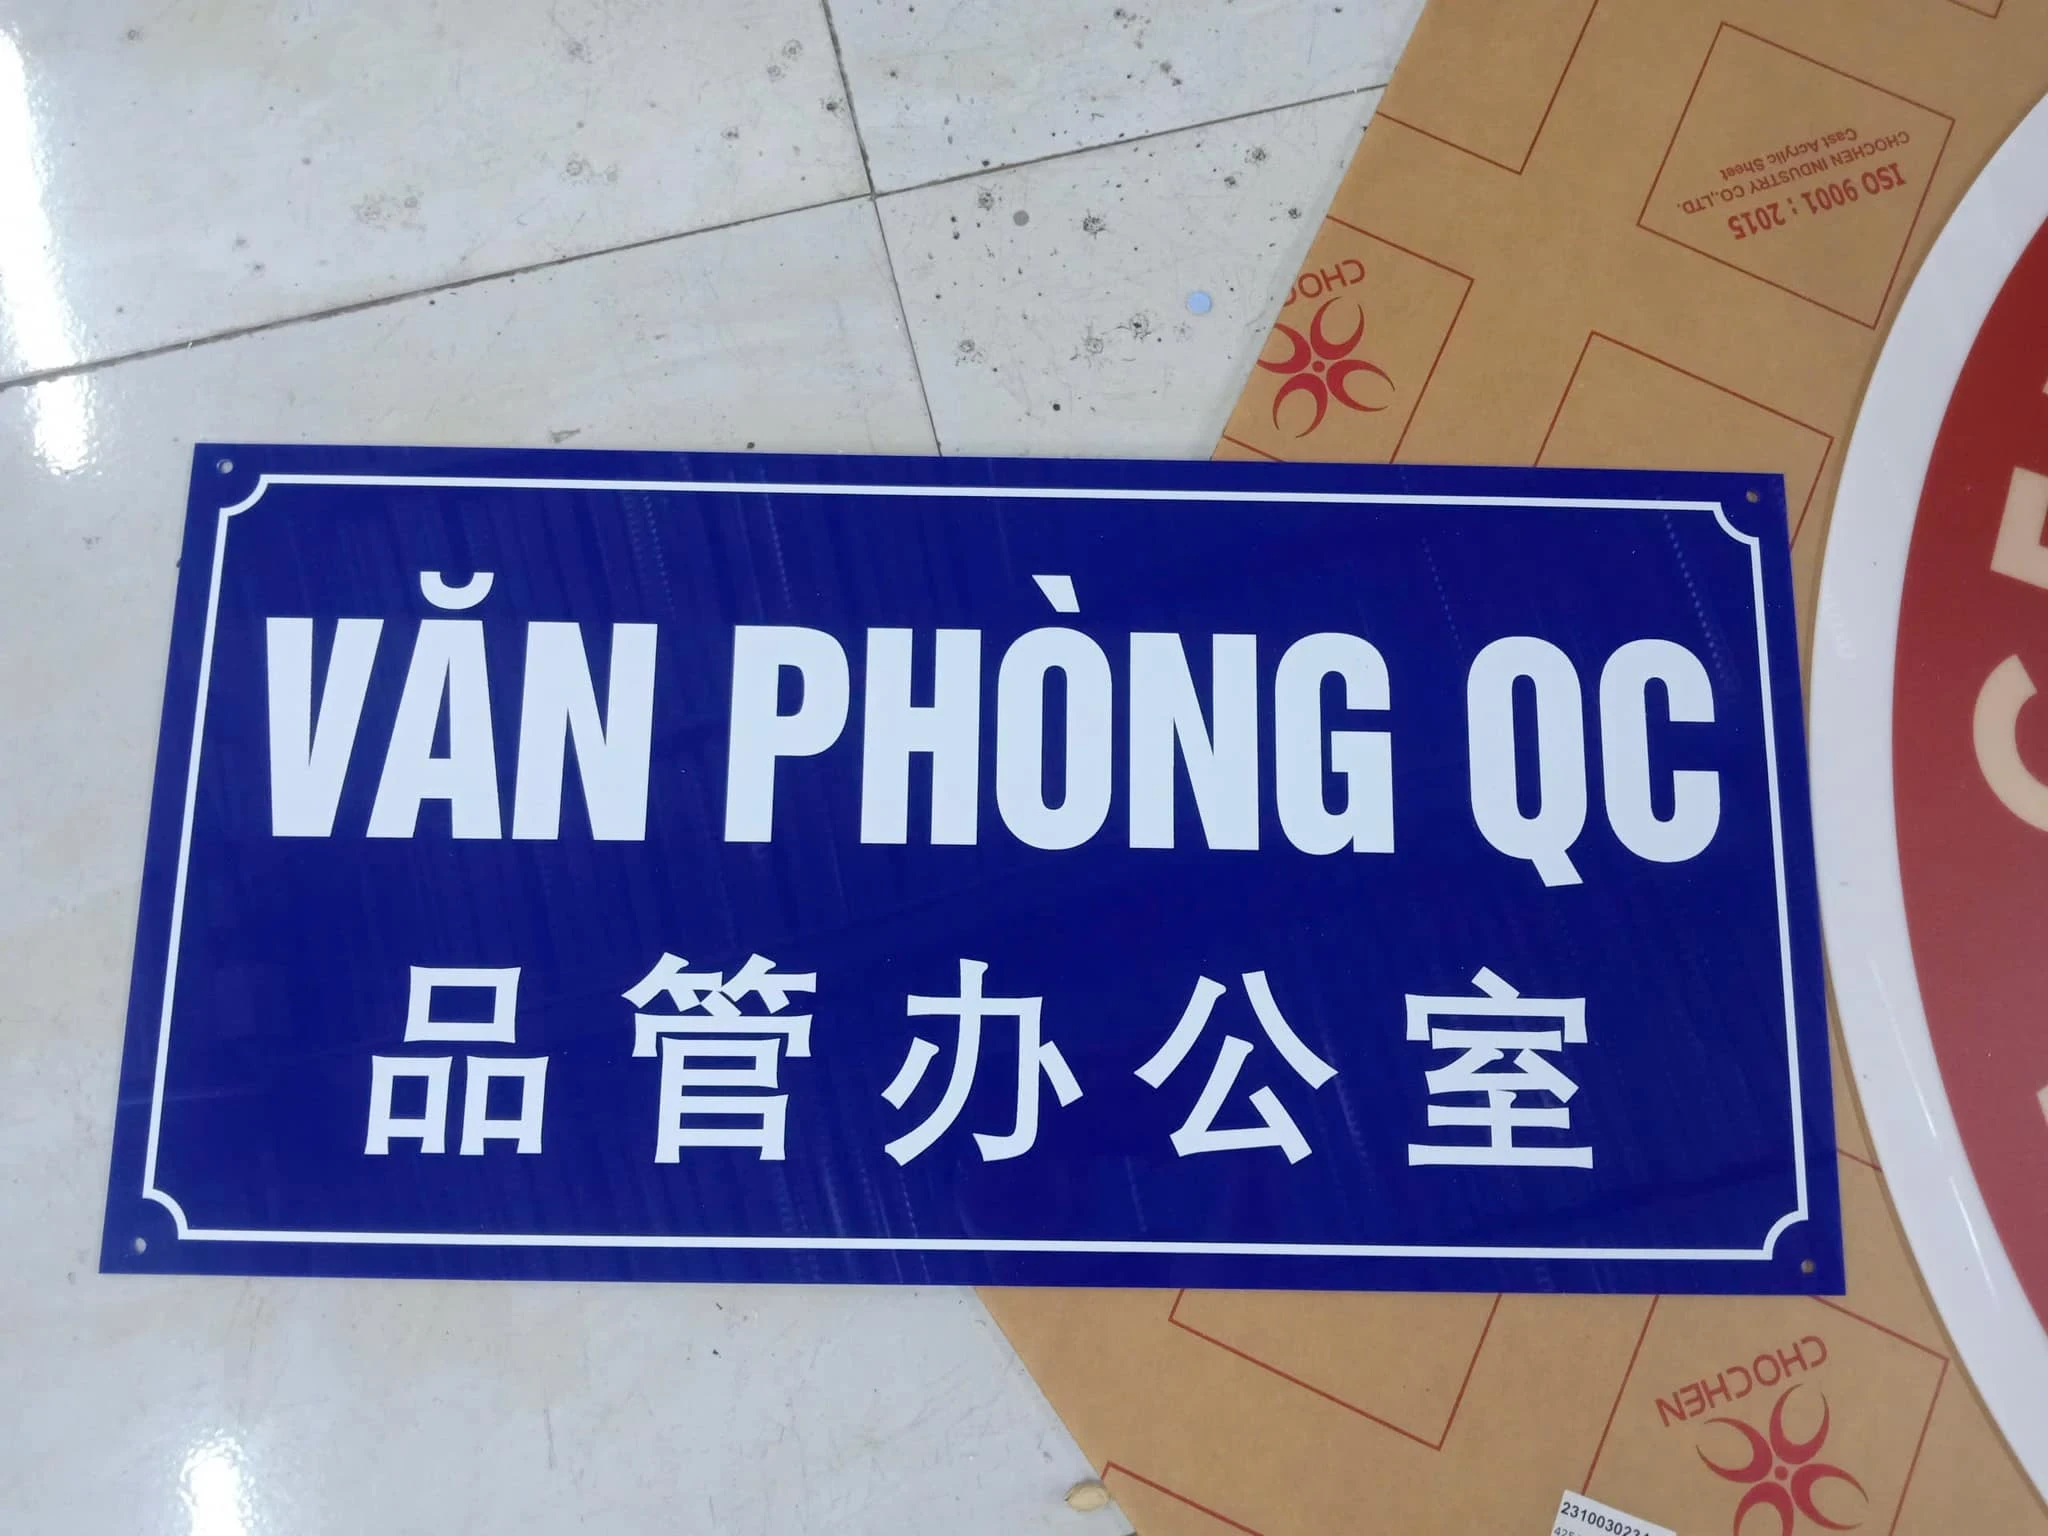 VĂN PHÒNG QC
品管办公室
CHOCHEN INDUSTRY CO.,LTD.
Cast Acrylic Sheet
ISO 9001 : 2015
CHOCHEN